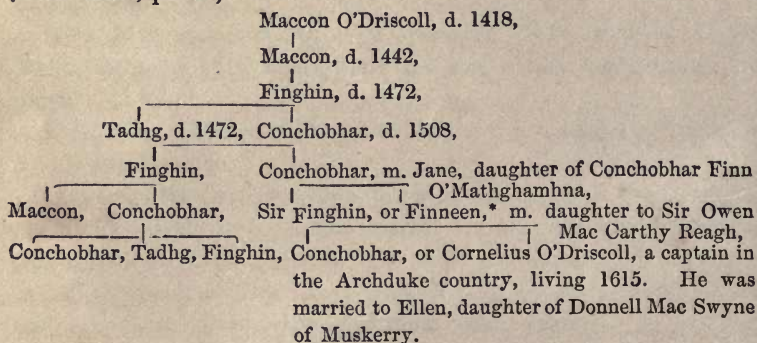 Maccon O'Driscoll, d. 1418,
Maccon, d. 1442,
Finghin, d. 1472,
Tadhg, d. 1472, Conchobhar, d. 1508,
Finghin, Conchobhar, m. Jane, daughter of Conchobhar Finn
O'Mathghamhna,
Maccon, Conchobhar, Sir Finghin, or Finneen,* m. daughter to Sir Owen
Mac Carthy Reagh,
Conchobhar, Tadhg, Finghin, Conchobhar, or Cornelius O'Driscoll, a captain in
the Archduke country, living 1615. He was
married to Ellen, daughter of Donnell Mac Swyne
of Muskerry.